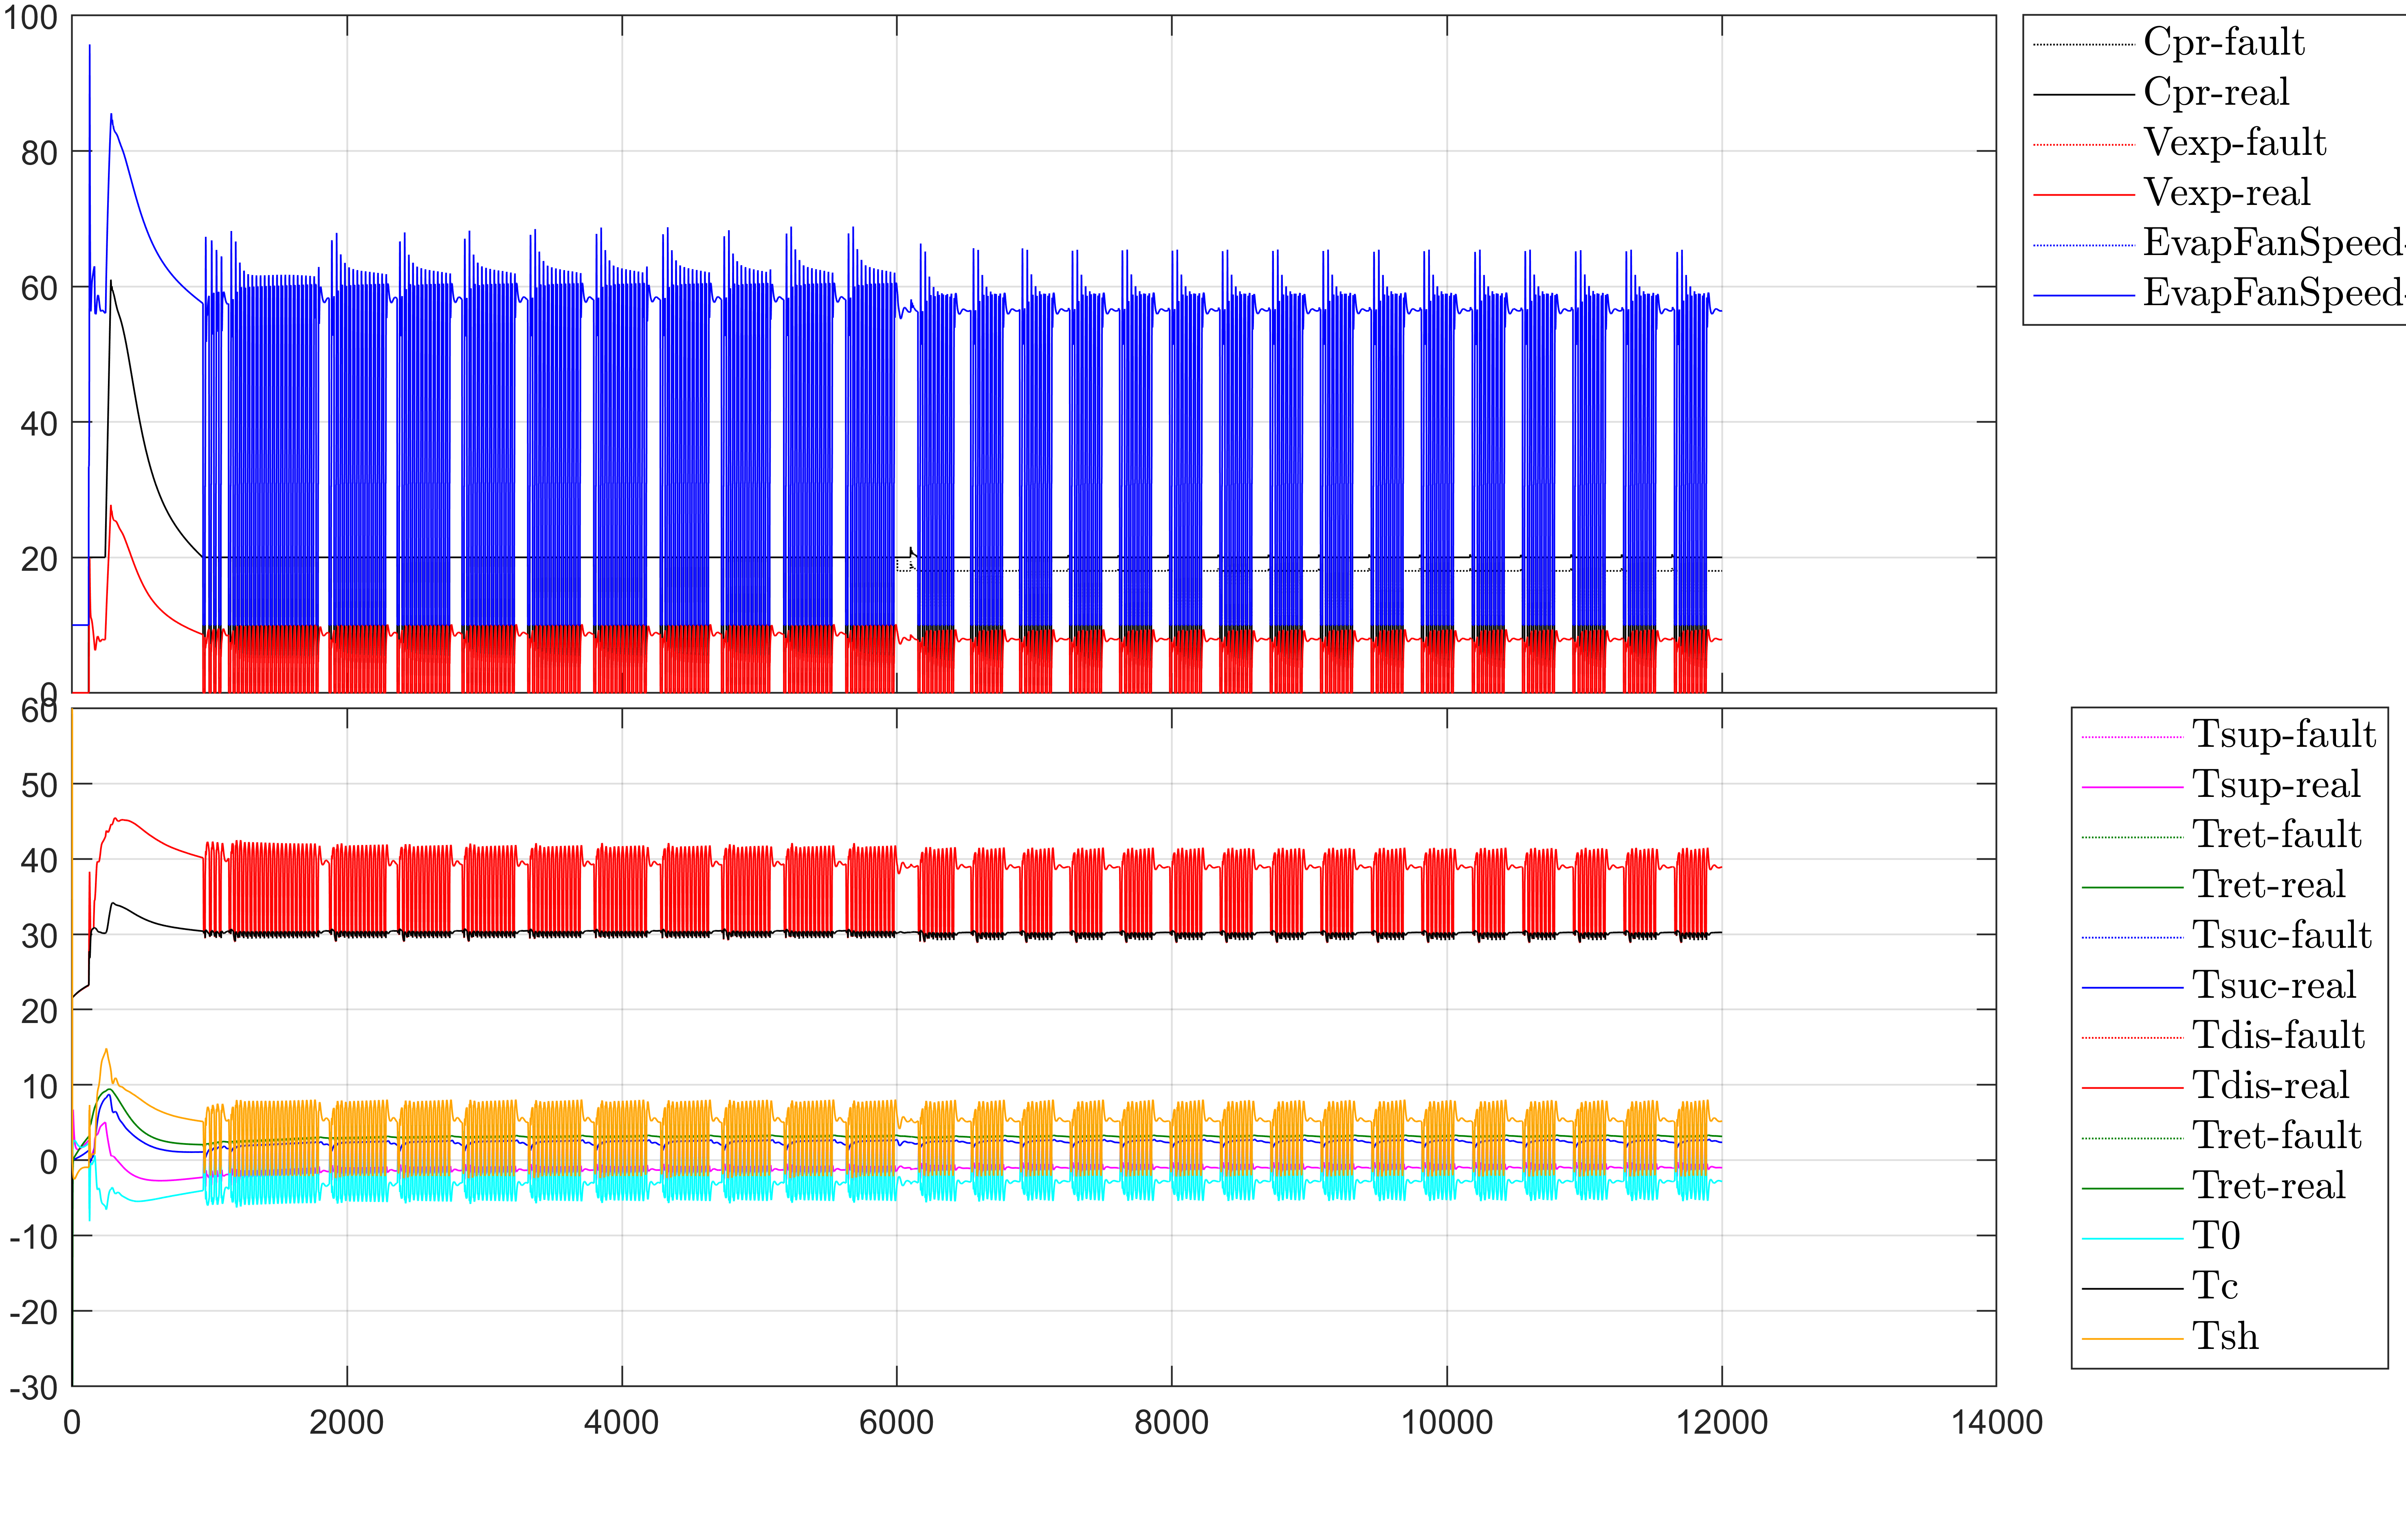 100
80
60
40
20
0
Cpr-fault
Cpr-real
Vexp-fault
Vexp-real
EvapFanSpeed-
EvapFanSpeed-
60
50
40
30
20
10
0
-10
-20
-30
0 2000 4000 6000 8000 10000 12000 14000
Tsup-fault
Tsup-real
Tret-fault
Tret-real
Tsuc-fault
Tsuc-real
Tdis-fault
Tdis-real
Tret-fault
Tret-real
T0
Tc
Tsh